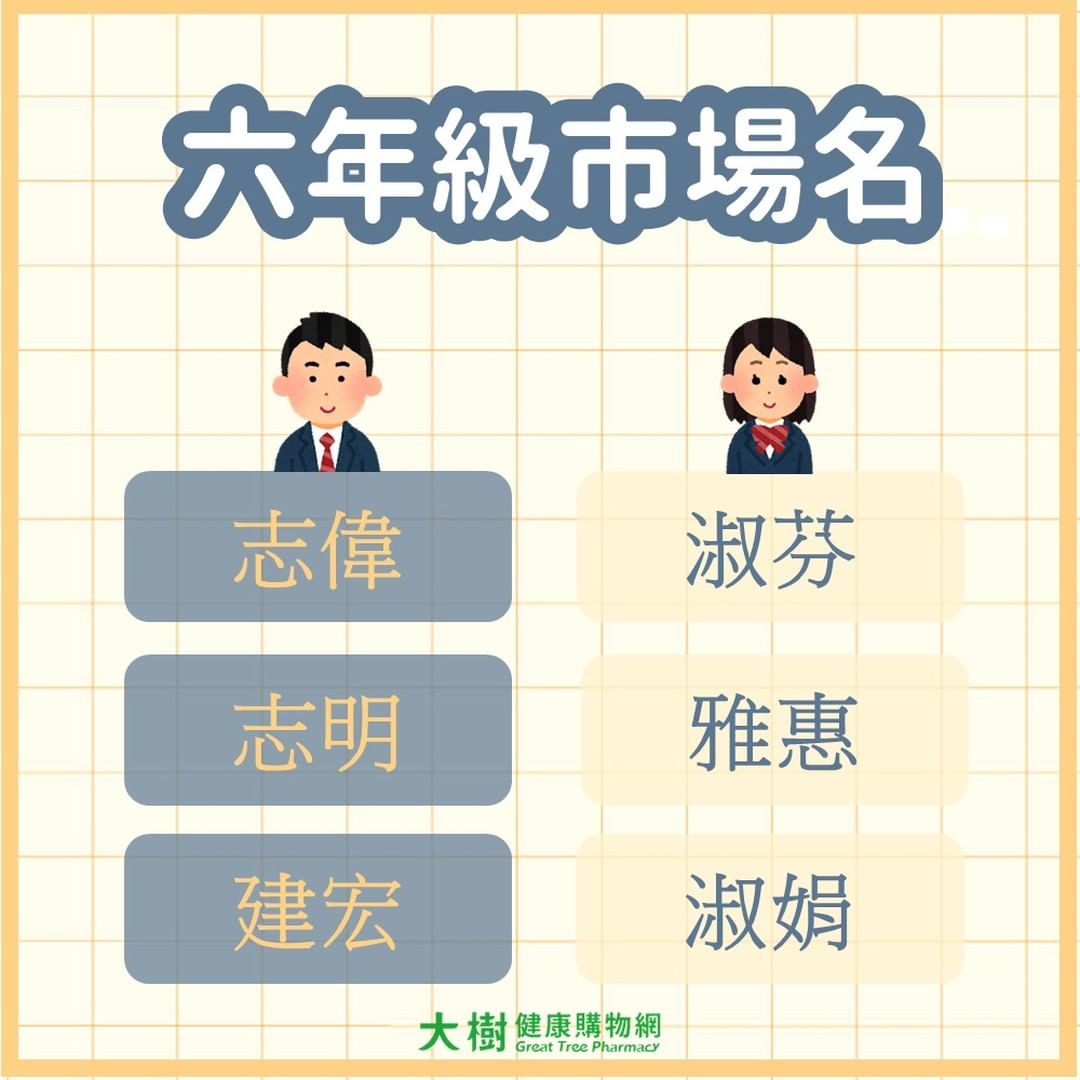 六年級市場名
志偉
淑芬
志明
雅惠
建宏
淑娟
大樹 健康購物網
Great Tree Pharmacy